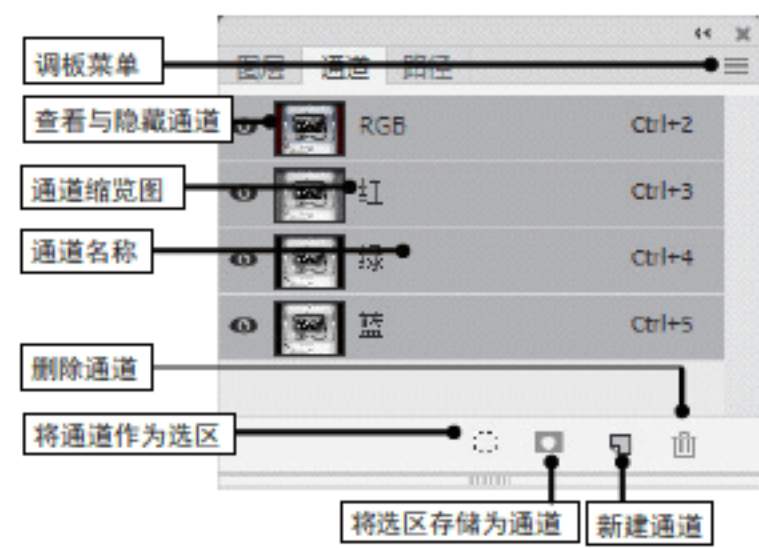 调板菜单
图层 通道 路径
查看与隐藏通道
RGB Ctrl+2
通道缩览图
红 Ctrl+3
通道名称
绿 Ctrl+4
蓝 Ctrl+5
删除通道
将通道作为选区
将选区存储为通道
新建通道